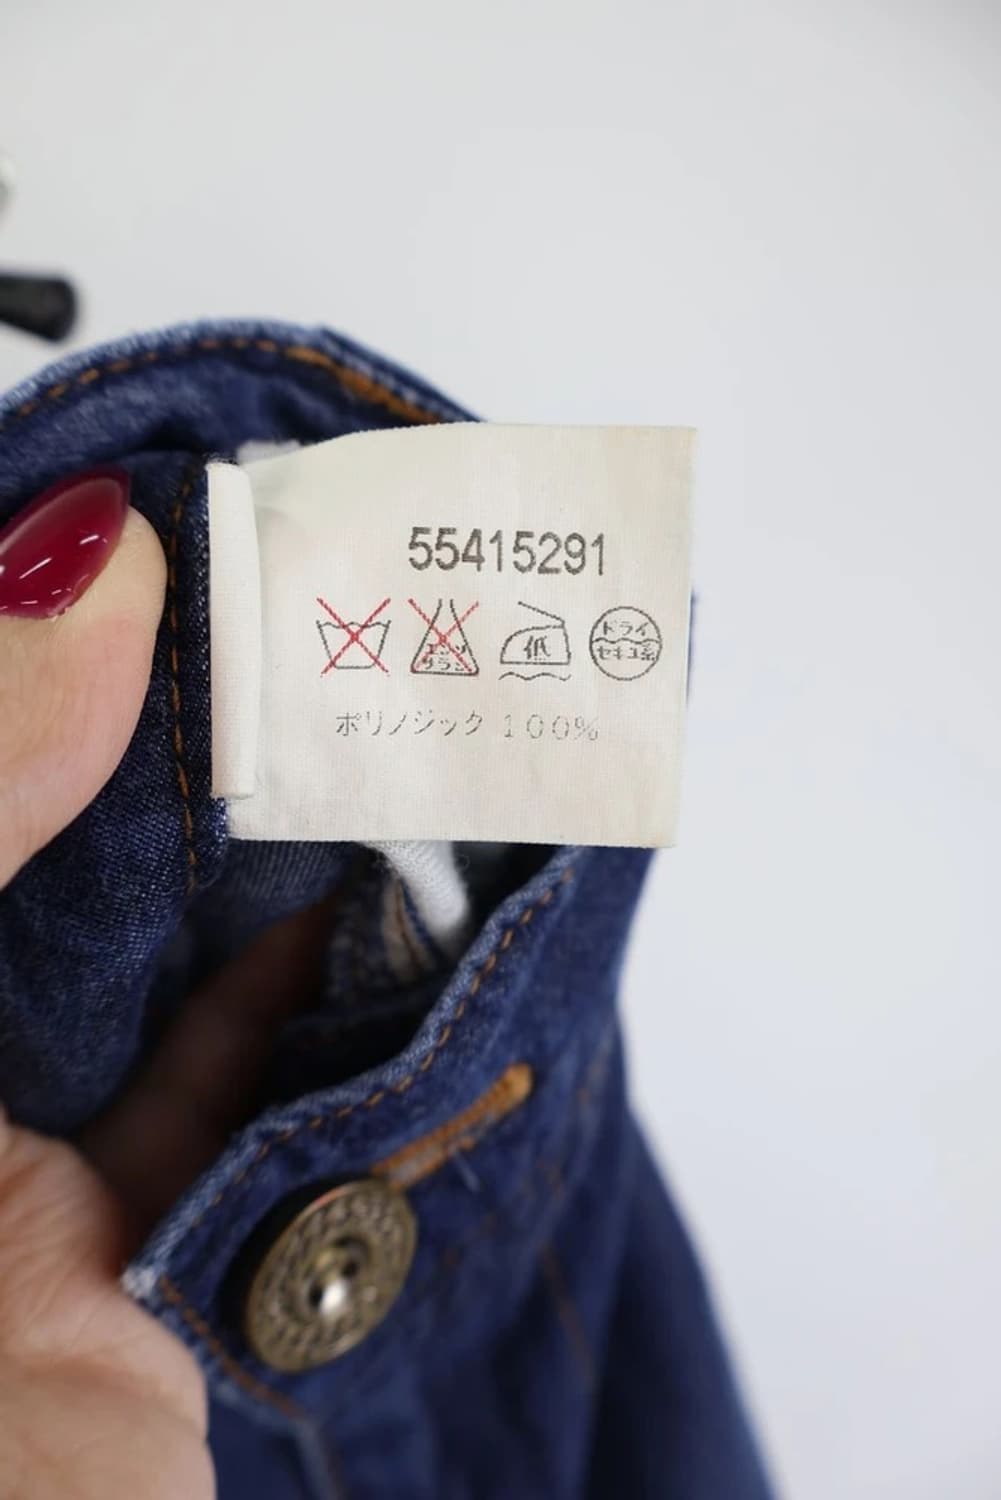 55415291
エンソ
サラシ
低
ドライ
セキユ系
ポリノジック 100%